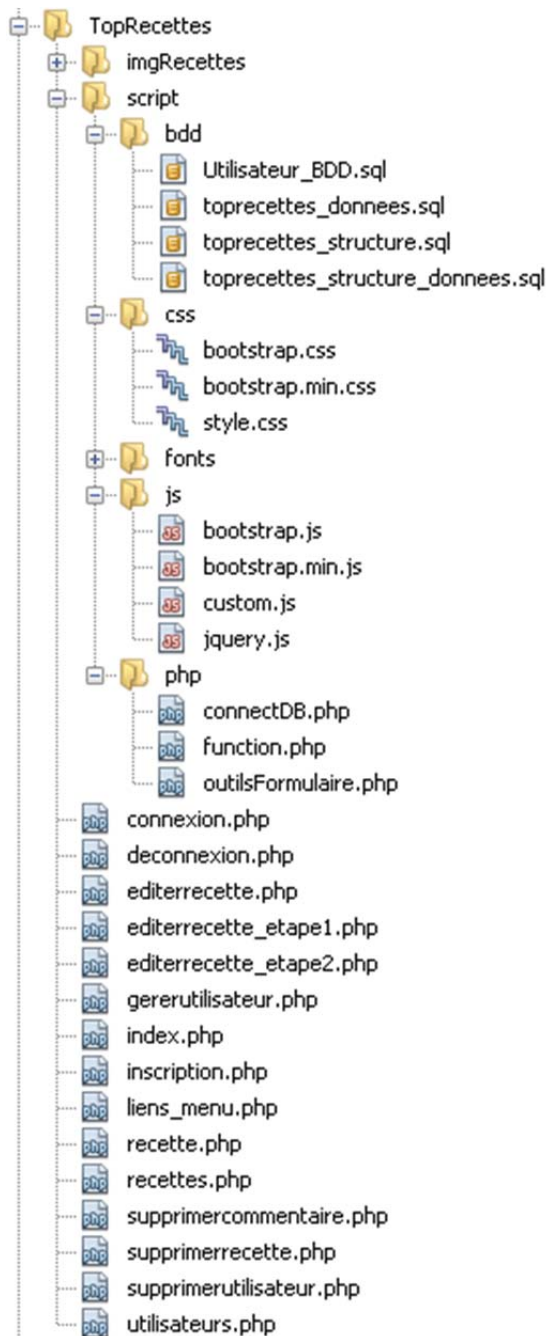 TopRecettes
imgRecettes
script
bdd
Utilisateur_BDD.sql
toprecettes_donnees.sql
toprecettes_structure.sql
toprecettes_structure_donnees.sql
css
bootstrap.css
bootstrap.min.css
style.css
fonts
js
bootstrap.js
bootstrap.min.js
custom.js
jquery.js
php
connectDB.php
function.php
outilsFormulaire.php
connexion.php
deconnexion.php
editerrecette.php
editerrecette_etape1.php
editerrecette_etape2.php
gererutilisateur.php
index.php
inscription.php
liens_menu.php
recette.php
recettes.php
supprimercommentaire.php
supprimerrecette.php
supprimerutilisateur.php
utilisateurs.php